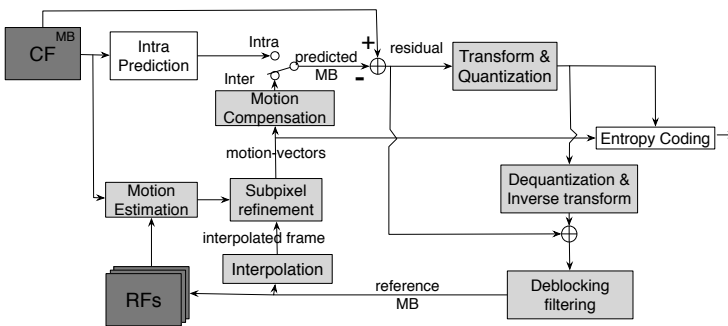 MB
CF
Intra
Prediction
Intra
Inter
predicted
MB
+
-
residual
Transform &
Quantization
Motion
Compensation
motion-vectors
Entropy Coding
Motion
Estimation
Subpixel
refinement
Dequantization &
Inverse transform
interpolated frame
Interpolation
RFs
reference
MB
Deblocking
filtering